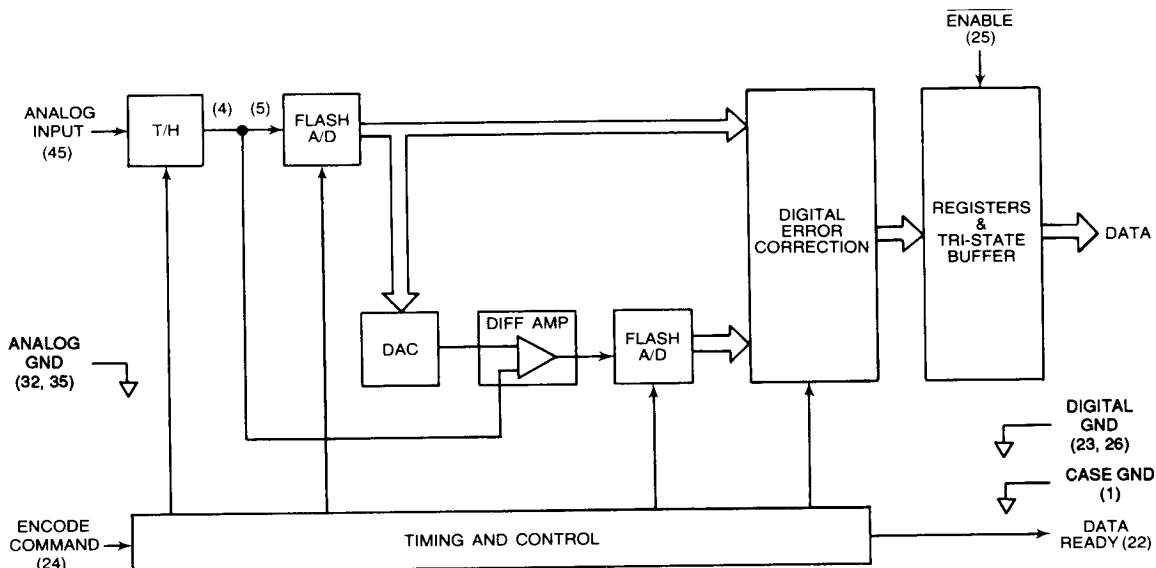 ENABLE
(25)
ANALOG
INPUT
(45)
T/H
(4)
(5)
FLASH
A/D
DIGITAL
ERROR
CORRECTION
REGISTERS
&
TRI-STATE
BUFFER
DATA
ANALOG
GND
(32, 35)
DAC
DIFF AMP
FLASH
A/D
DIGITAL
GND
(23, 26)
CASE GND
(1)
ENCODE
COMMAND
(24)
TIMING AND CONTROL
DATA
READY (22)